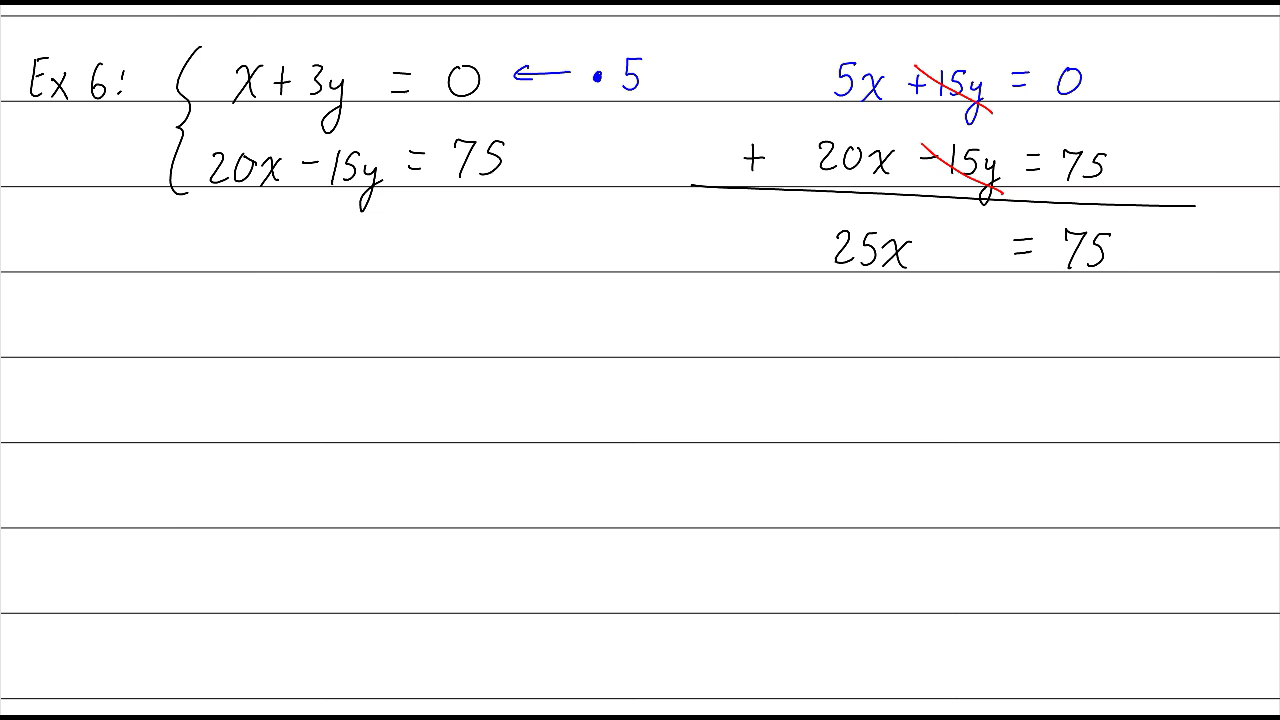 Ex 6: { x + 3y = 0 ← • 5
20x - 15y = 75
5x + 15y = 0
+ 20x - 15y = 75
25x = 75